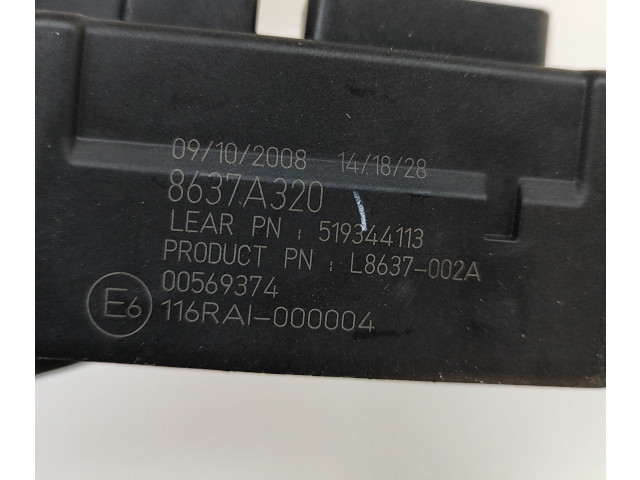 09/10/2008 14/18/28
8637A320
LEAR PN : 519344113
PRODUCT PN : L8637-002A
00569374
E6 116RAI-000004